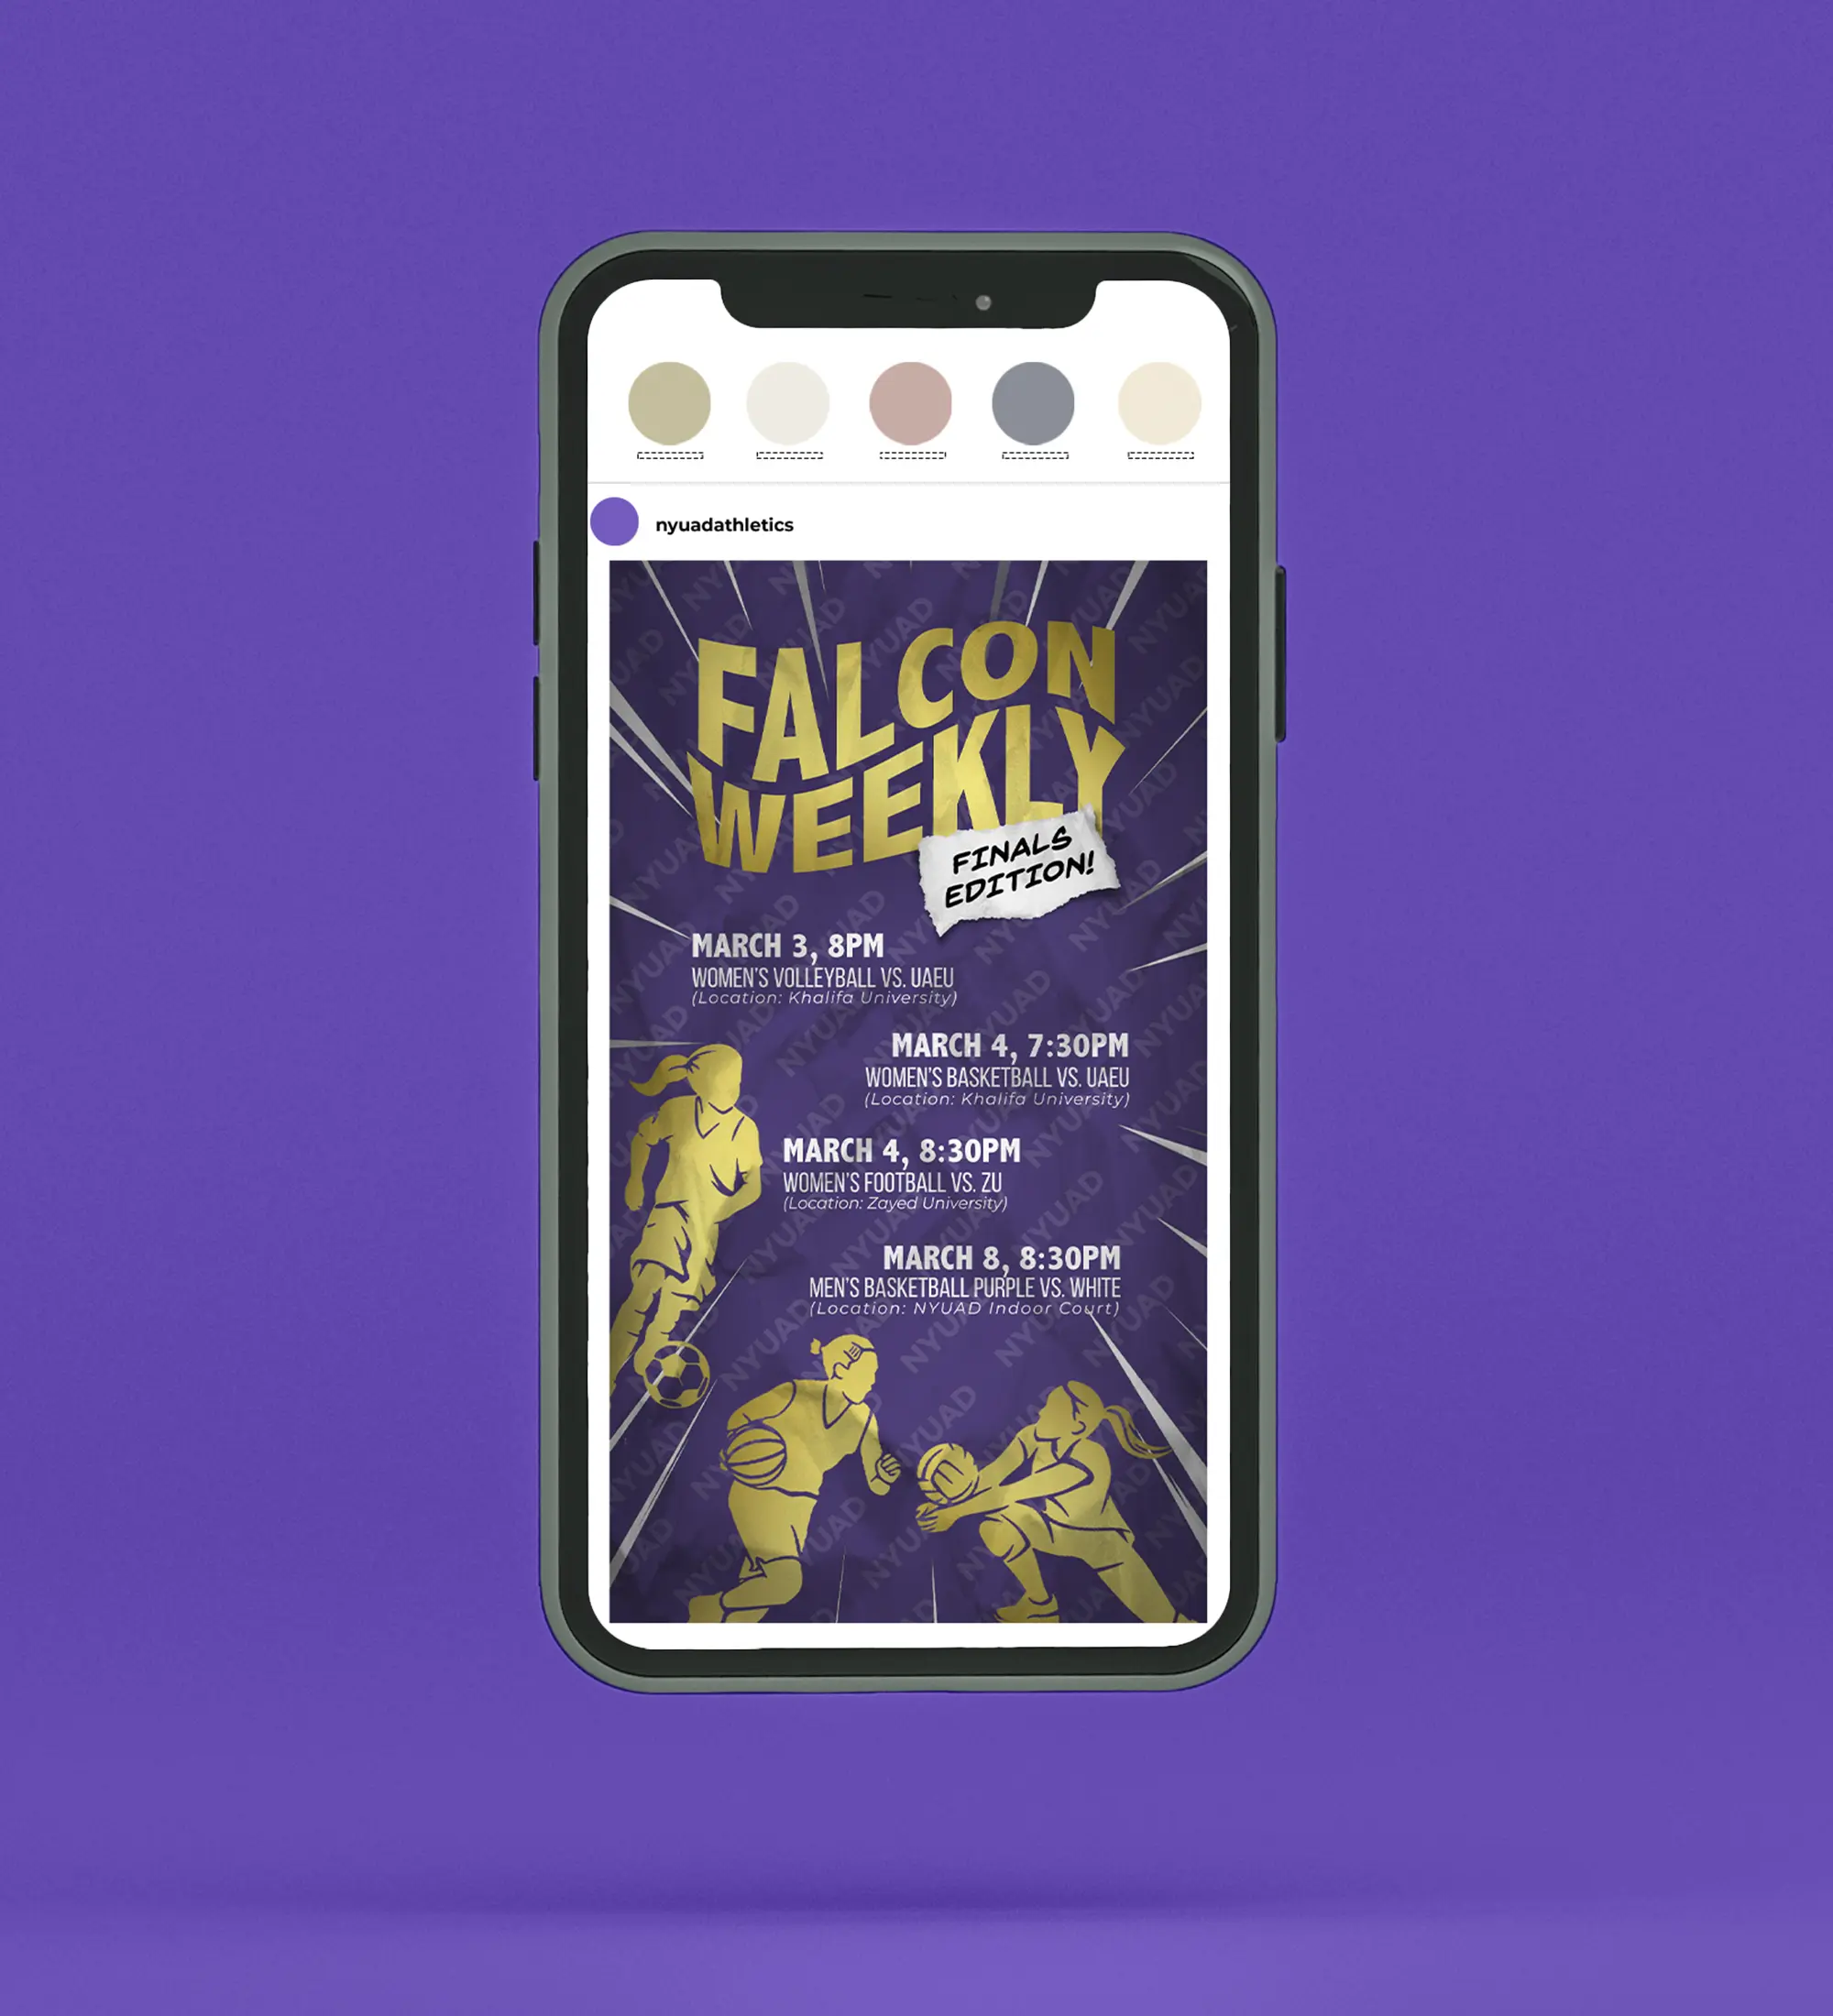 nyuadathletics
FALCON
WEEKLY
FINALS
EDITION!
MARCH 3, 8PM
WOMEN'S VOLLEYBALL VS. UAEU
(Location: Khalifa University)
MARCH 4, 7:30PM
WOMEN'S BASKETBALL VS. UAEU
(Location: Khalifa University)
MARCH 4, 8:30PM
WOMEN'S FOOTBALL VS. ZU
(Location: Zayed University)
MARCH 8, 8:30PM
MEN'S BASKETBALL PURPLE VS. WHITE
(Location: NYUAD Indoor Court)
NYUAD